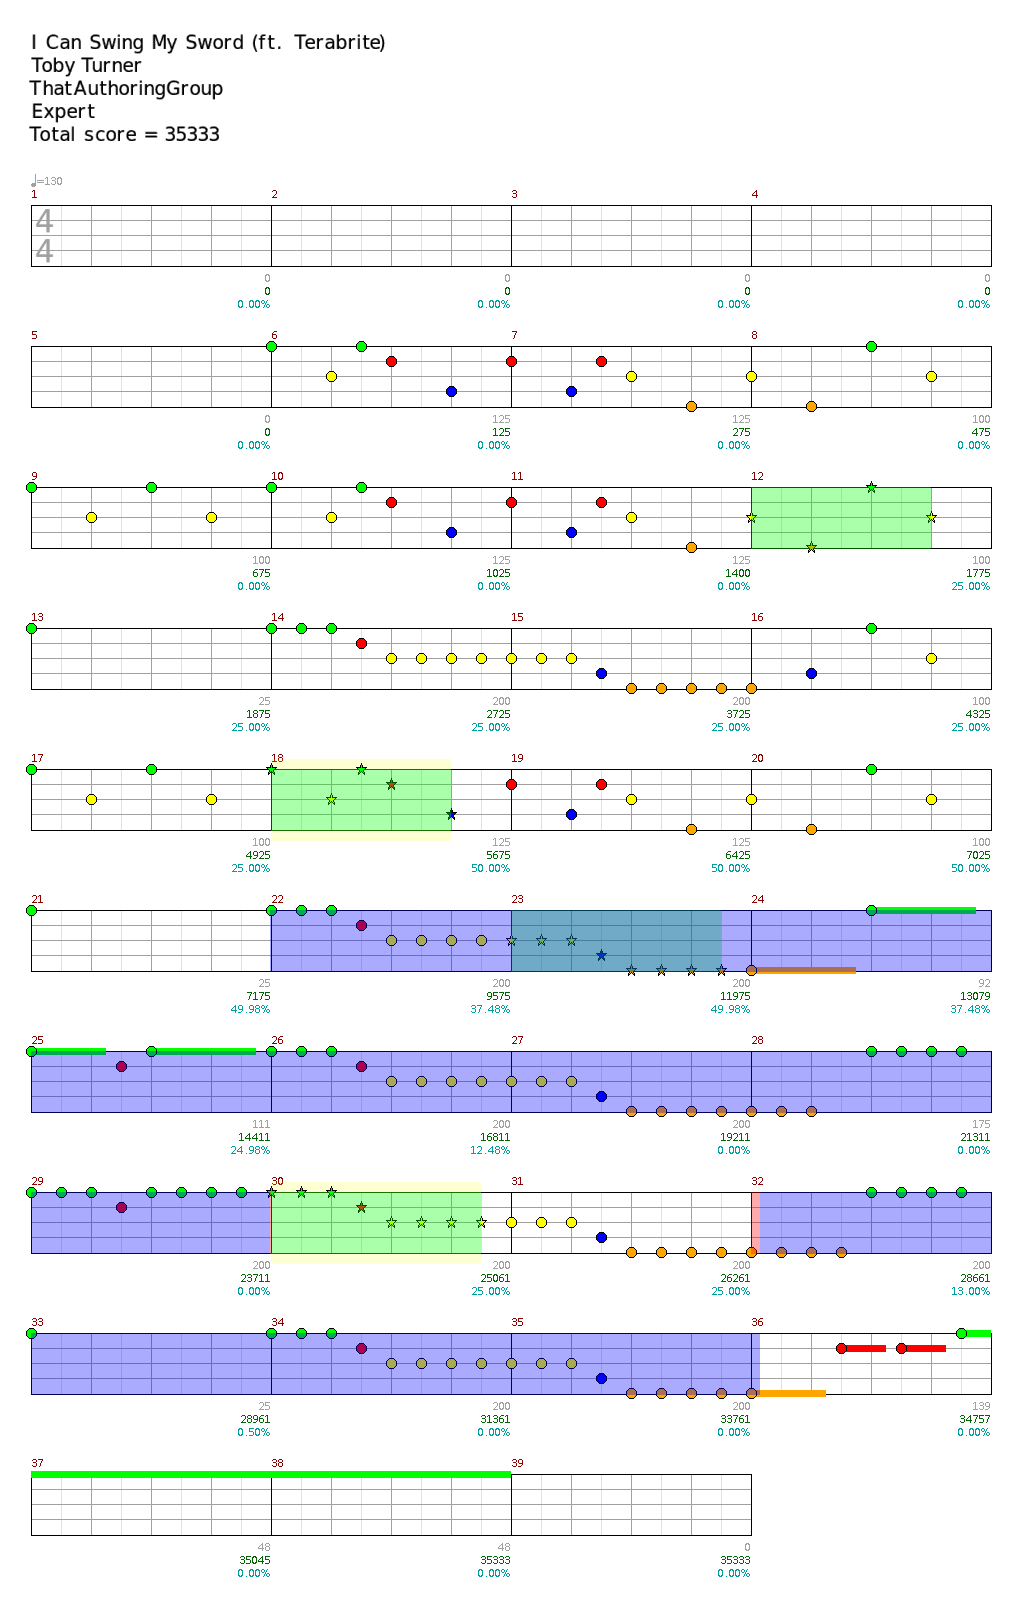 I Can Swing My Sword (ft. Terabrite)
Toby Turner
ThatAuthoringGroup
Expert
Total score = 35333
♩=130
1 2 3 4
4
4
0 0 0 0
0 0 0 0
0.00% 0.00% 0.00% 0.00%
5 6 7 8
0 125 125 100
0 125 275 475
0.00% 0.00% 0.00% 0.00%
9 10 11 12
100 125 125 100
675 1025 1400 1775
0.00% 0.00% 0.00% 25.00%
13 14 15 16
25 200 200 100
1875 2725 3725 4325
25.00% 25.00% 25.00% 25.00%
17 18 19 20
100 125 125 100
4925 5675 6425 7025
25.00% 50.00% 50.00% 50.00%
21 22 23 24
25 200 200 92
7175 9575 11975 13079
49.98% 37.48% 49.98% 37.48%
25 26 27 28
111 200 200 175
14411 16811 19211 21311
24.98% 12.48% 0.00% 0.00%
29 30 31 32
200 200 200 200
23711 25061 26261 28661
0.00% 25.00% 25.00% 13.00%
33 34 35 36
25 200 200 139
28961 31361 33761 34757
0.50% 0.00% 0.00% 0.00%
37 38 39
48 48 0
35045 35333 35333
0.00% 0.00% 0.00%